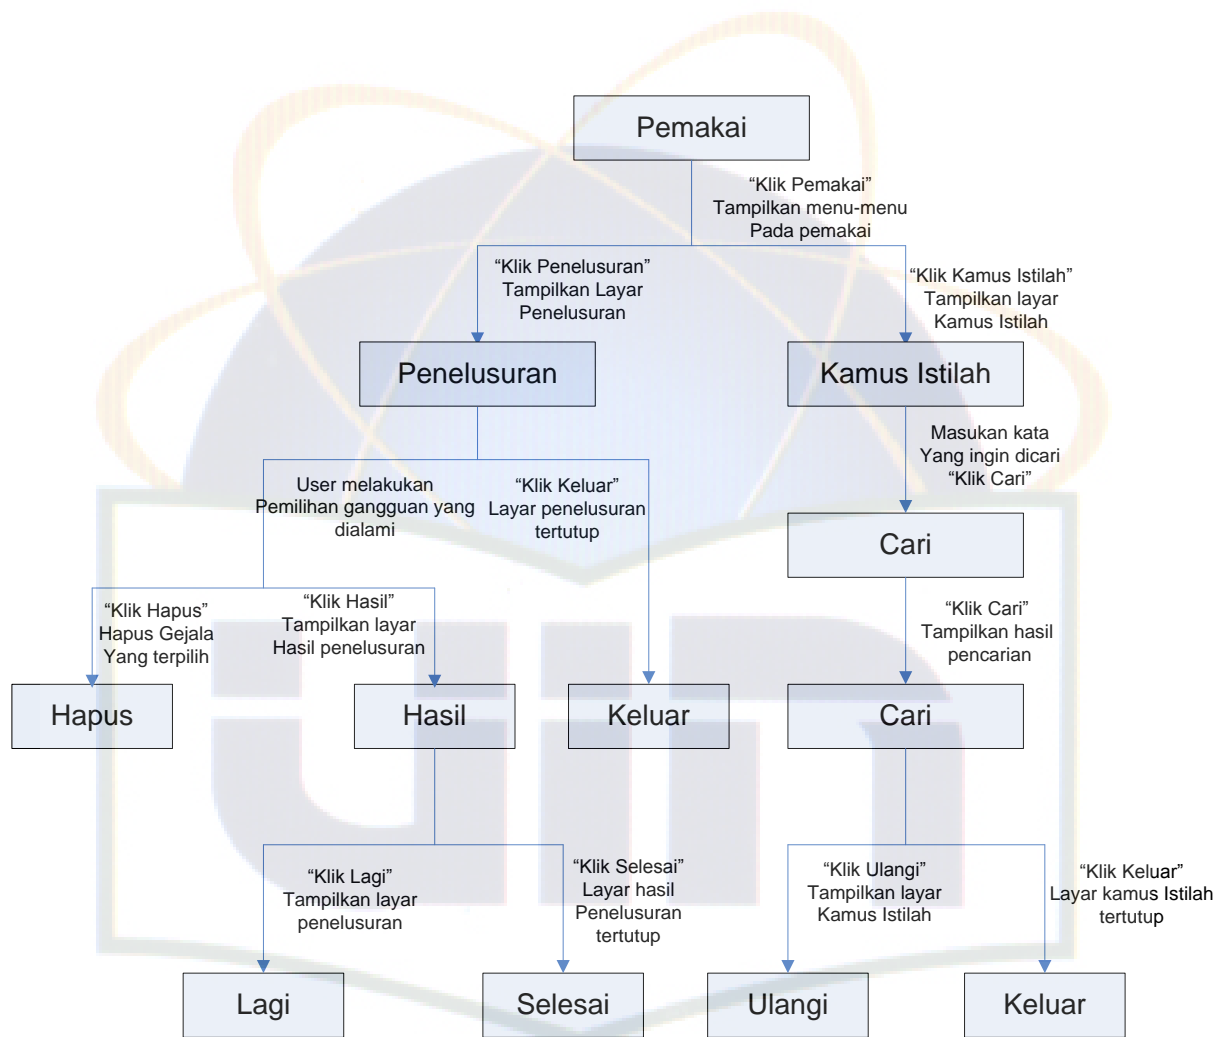 Pemakai
“Klik Pemakai”
Tampilkan menu-menu
Pada pemakai
“Klik Penelusuran”
Tampilkan Layar
Penelusuran
“Klik Kamus Istilah”
Tampilkan layar
Kamus Istilah
Penelusuran
Kamus Istilah
User melakukan
Pemilihan gangguan yang
dialami
“Klik Keluar”
Layar penelusuran
tertutup
Masukan kata
Yang ingin dicari
“Klik Cari”
Cari
“Klik Hapus”
Hapus Gejala
Yang terpilih
“Klik Hasil”
Tampilkan layar
Hasil penelusuran
“Klik Cari”
Tampilkan hasil
pencarian
Hapus
Hasil
Keluar
Cari
“Klik Lagi”
Tampilkan layar
penelusuran
“Klik Selesai”
Layar hasil
Penelusuran
tertutup
“Klik Ulangi”
Tampilkan layar
Kamus Istilah
“Klik Keluar”
Layar kamus Istilah
tertutup
Lagi
Selesai
Ulangi
Keluar
uin